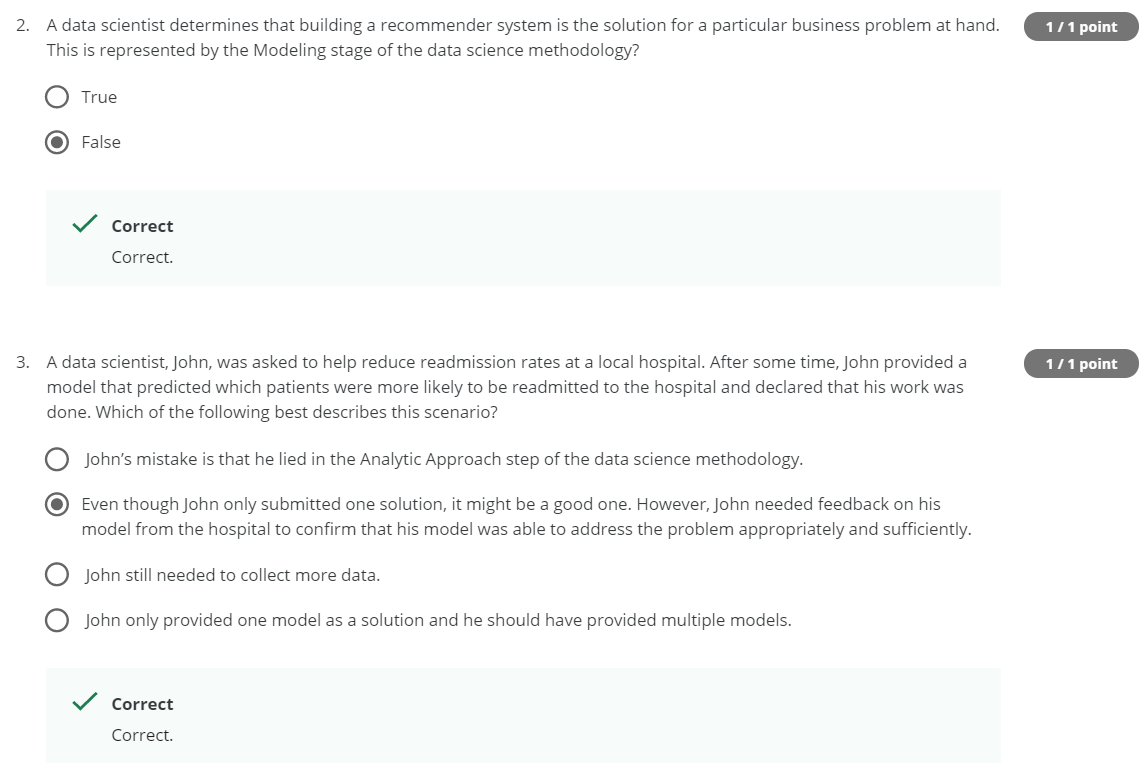 2. A data scientist determines that building a recommender system is the solution for a particular business problem at hand.
1 / 1 point
This is represented by the Modeling stage of the data science methodology?
True
False
Correct
Correct.
3. A data scientist, John, was asked to help reduce readmission rates at a local hospital. After some time, John provided a
1 / 1 point
model that predicted which patients were more likely to be readmitted to the hospital and declared that his work was
done. Which of the following best describes this scenario?
John’s mistake is that he lied in the Analytic Approach step of the data science methodology.
Even though John only submitted one solution, it might be a good one. However, John needed feedback on his
model from the hospital to confirm that his model was able to address the problem appropriately and sufficiently.
John still needed to collect more data.
John only provided one model as a solution and he should have provided multiple models.
Correct
Correct.